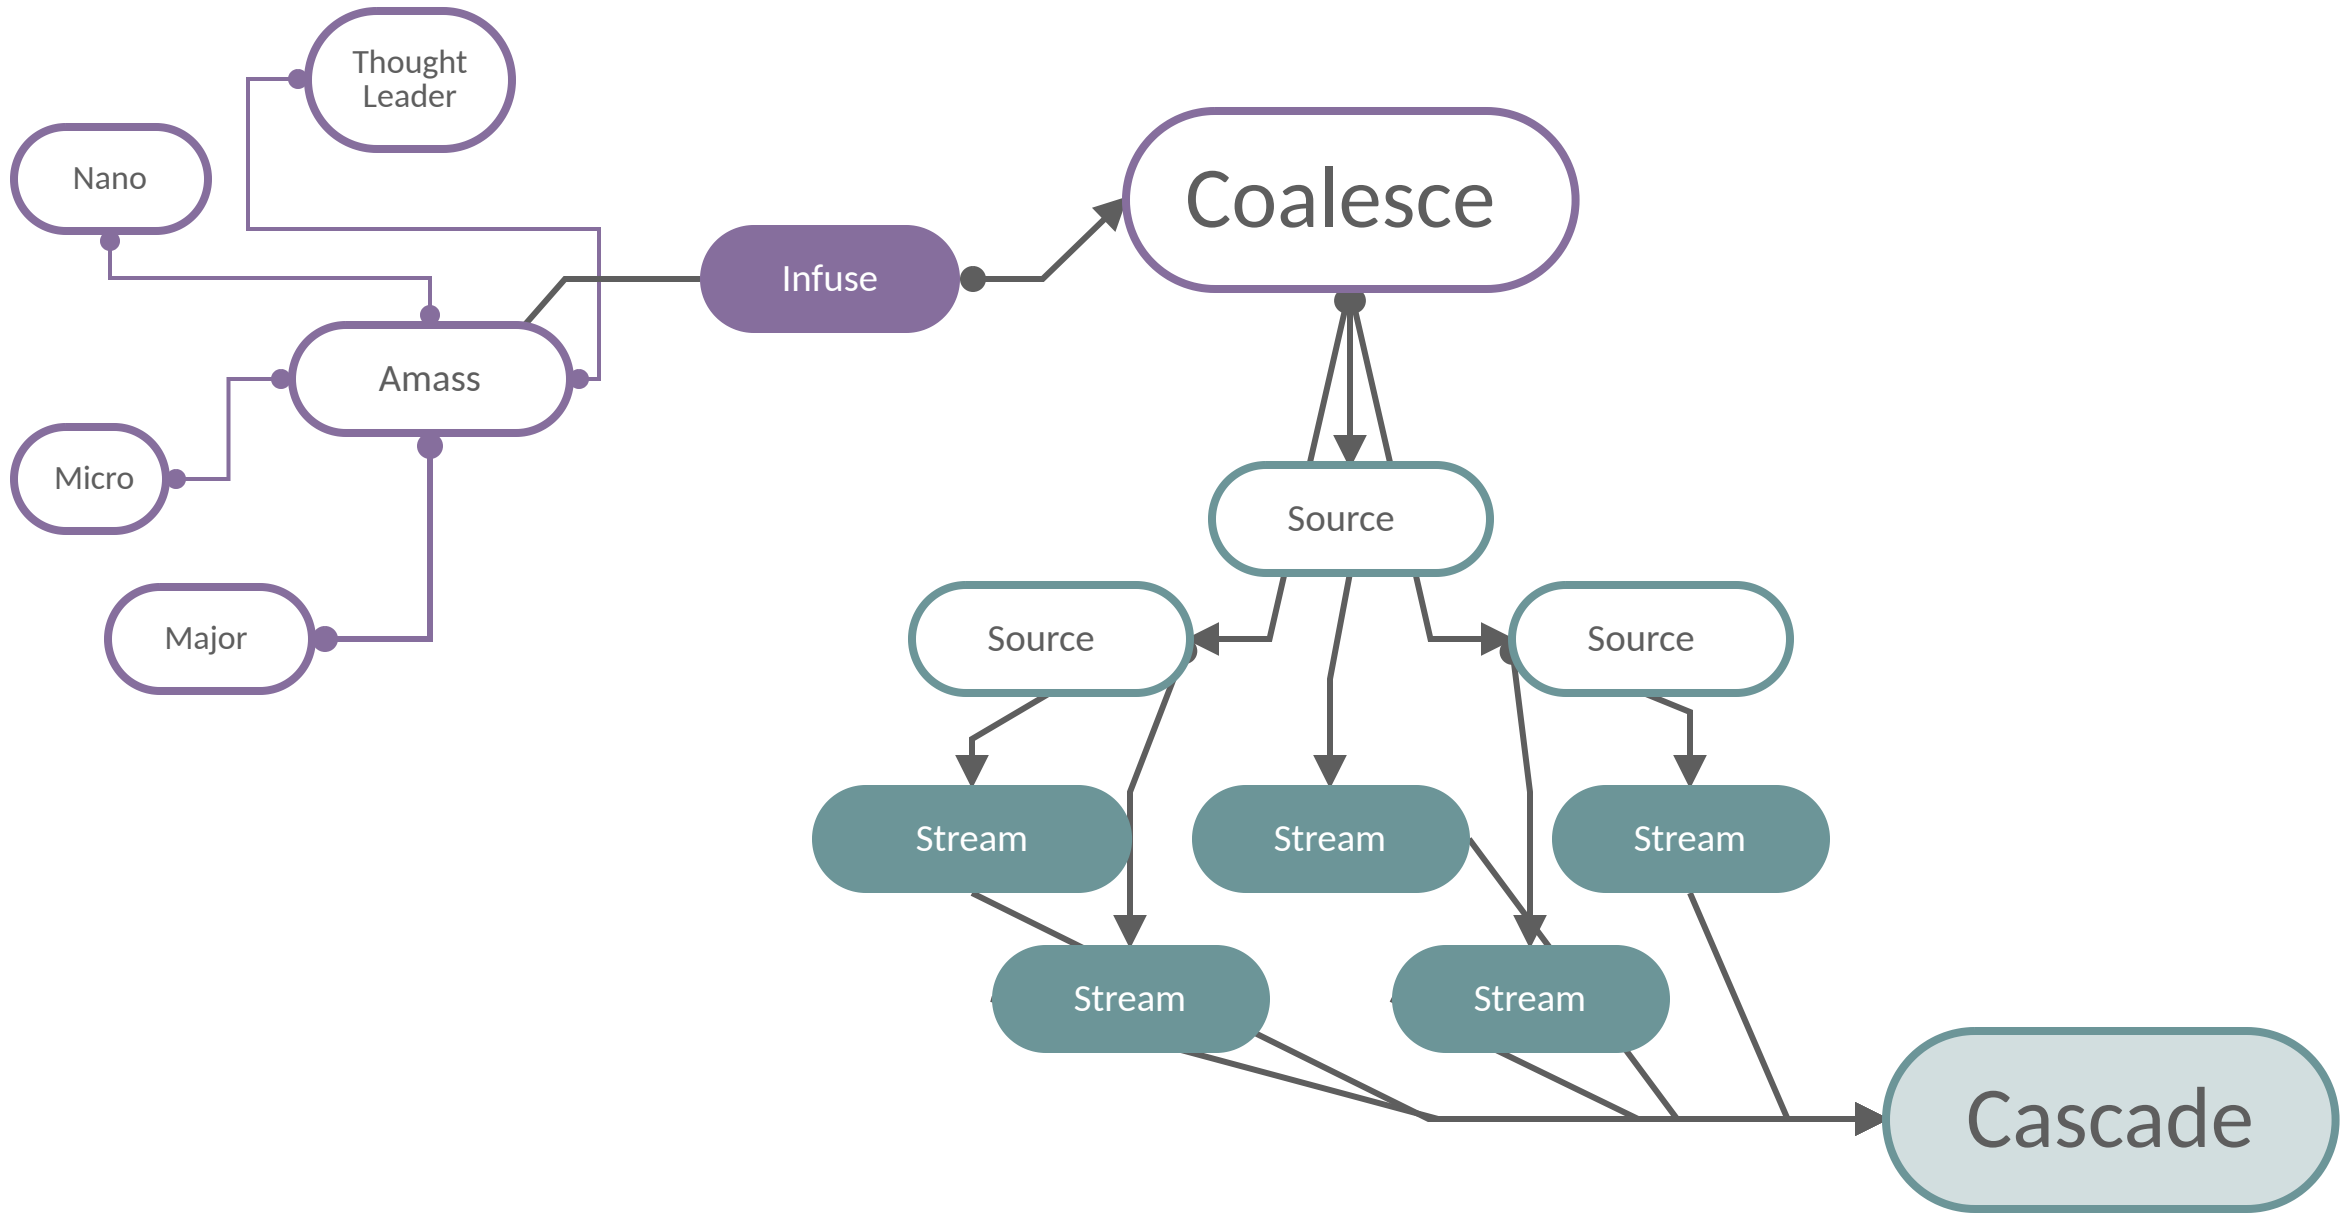 Thought
Leader
Nano
Coalesce
Infuse
Amass
Micro
Source
Major
Source
Source
Stream
Stream
Stream
Stream
Stream
Cascade